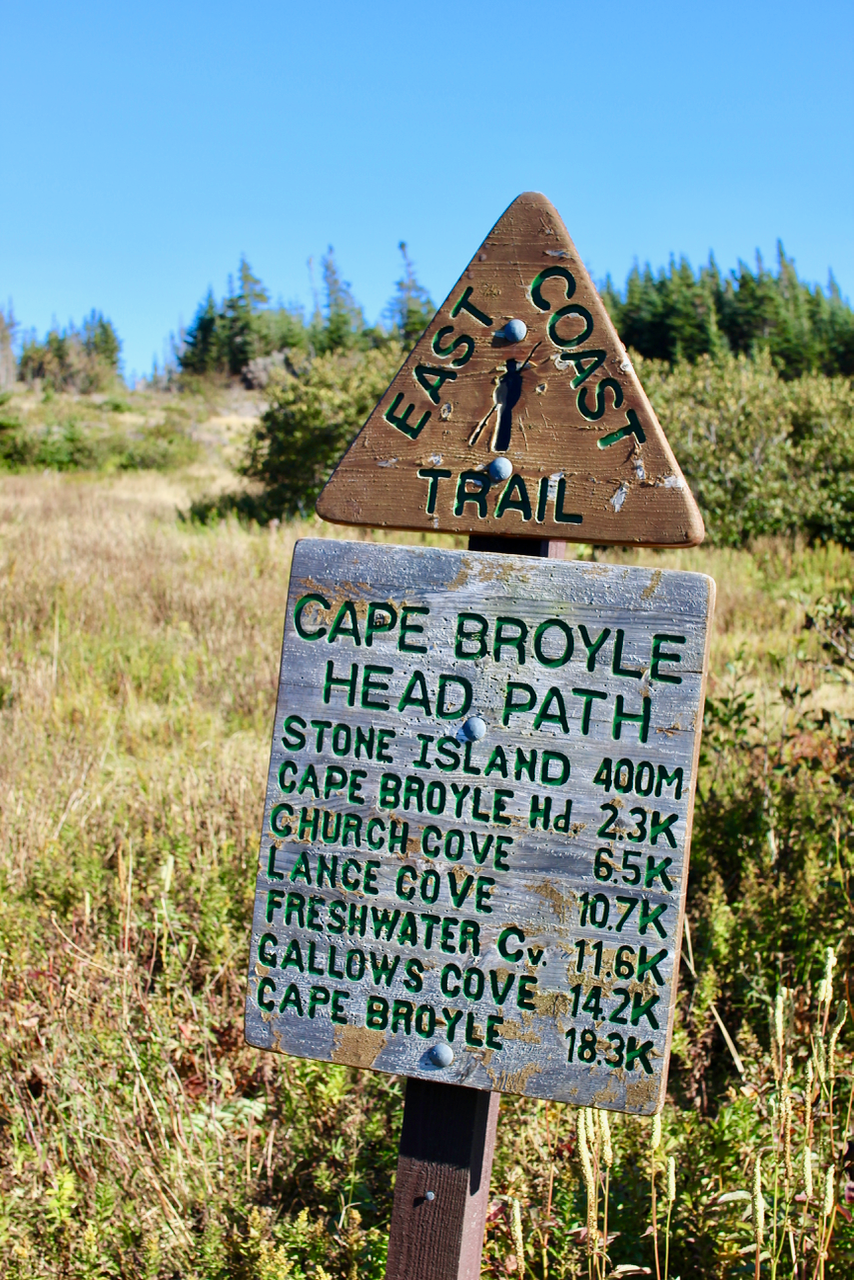 EAST COAST
TRAIL
CAPE BROYLE
HEAD PATH
STONE ISLAND 400M
CAPE BROYLE Hd 2.3K
CHURCH COVE 6.5K
LANCE COVE 10.7K
FRESHWATER Cv. 11.6K
GALLOWS COVE 14.2K
CAPE BROYLE 18.3K